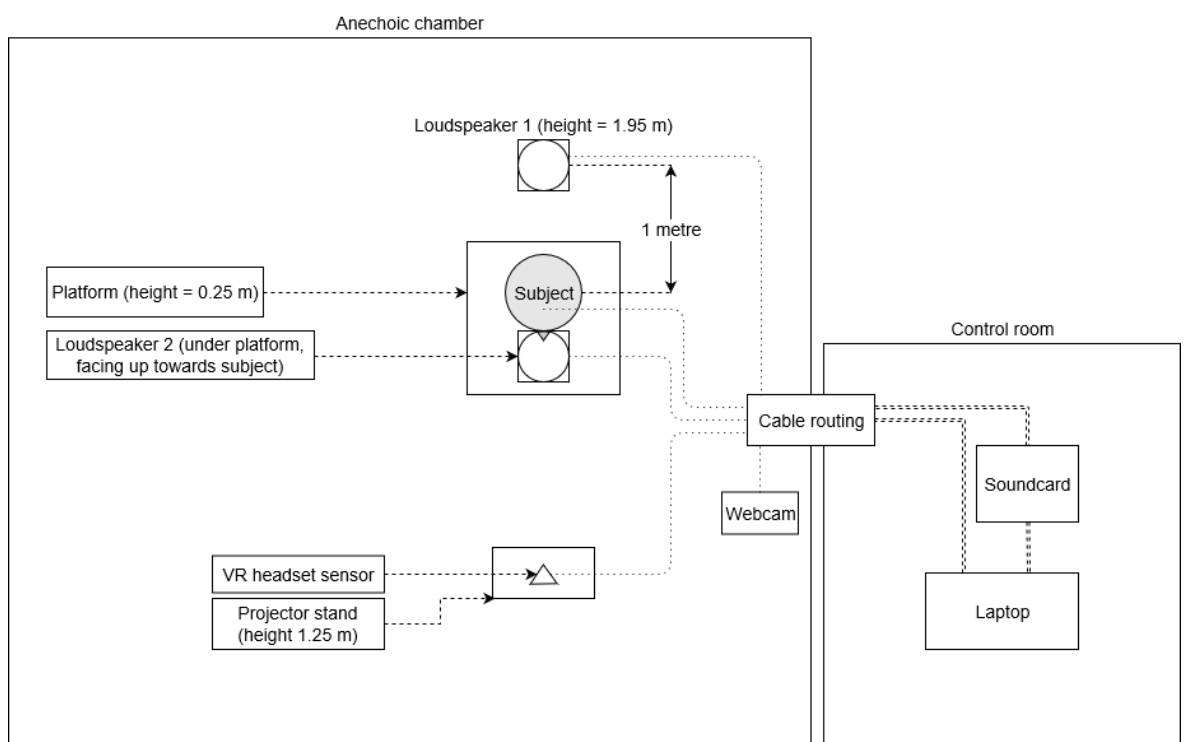 Anechoic chamber
Loudspeaker 1 (height = 1.95 m)
1 metre
Platform (height = 0.25 m)
Subject
Loudspeaker 2 (under platform,
facing up towards subject)
Control room
Cable routing
Soundcard
Webcam
VR headset sensor
Projector stand
(height 1.25 m)
Laptop